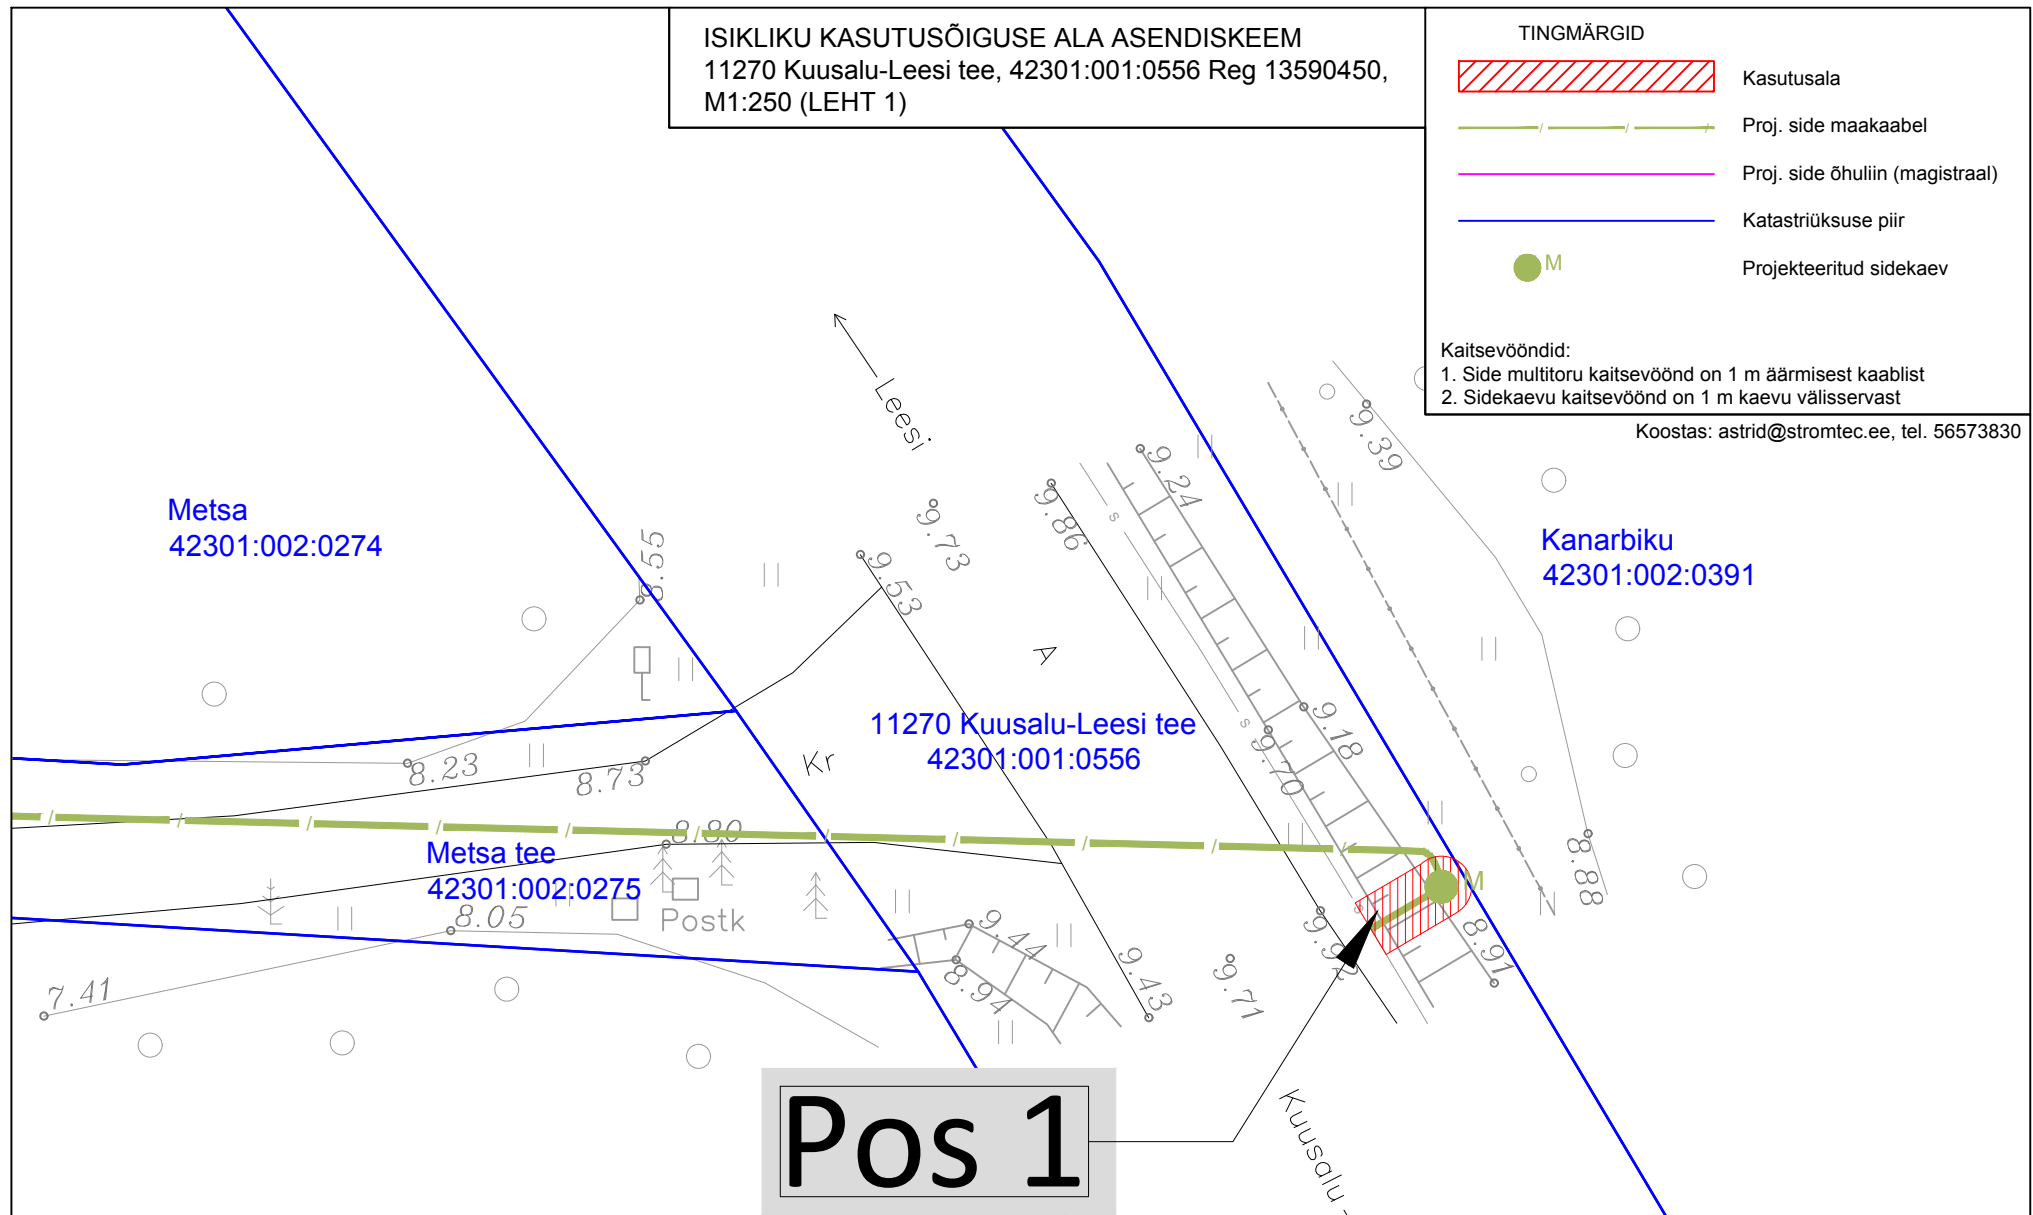 ISIKLIKU KASUTUSÕIGUSE ALA ASENDISKEEM
11270 Kuusalu-Leesi tee, 42301:001:0556 Reg 13590450,
M1:250 (LEHT 1)
TINGMÄRGID
Kasutusala
Proj. side maakaabel
Proj. side õhuliin (magistraal)
Katastriüksuse piir
M
Projekteeritud sidekaev
Kaitsevööndid:
1. Side multitoru kaitsevöönd on 1 m äärmisest kaablist
2. Sidekaevu kaitsevöönd on 1 m kaevu välisservast
Koostas: astrid@stromtec.ee, tel. 56573830
Leesi
9.39
9.24
9.86
9.73
9.53
8.55
Metsa
42301:002:0274
Kanarbiku
42301:002:0391
s
A
11270 Kuusalu-Leesi tee
42301:001:0556
Kr
s
9.18
9.70
8.23
8.73
8.80
Metsa tee
42301:002:0275
8.88
M
N
s
8.05
Postk
9.44
8.91
9.43
9.71
8.94
7.41
Pos 1
Kuusalu -